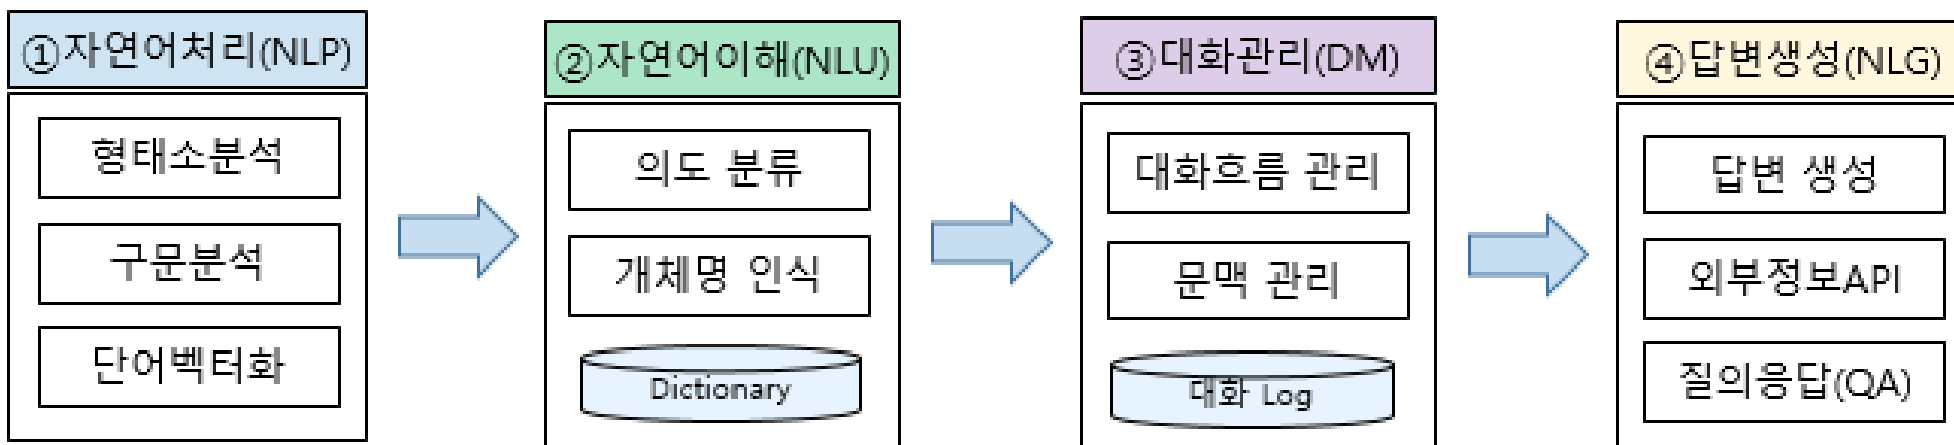 ①자연어처리(NLP)
형태소분석
구문분석
단어벡터화
②자연어이해(NLU)
의도 분류
개체명 인식
Dictionary
③대화관리(DM)
대화흐름 관리
문맥 관리
대화 Log
④답변생성(NLG)
답변 생성
외부정보API
질의응답(QA)